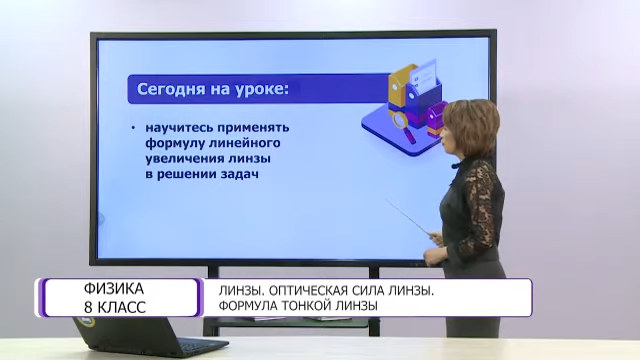 Сегодня на уроке:
• научитесь применять
формулу линейного
увеличения линзы
в решении задач
ФИЗИКА
8 КЛАСС
ЛИНЗЫ. ОПТИЧЕСКАЯ СИЛА ЛИНЗЫ.
ФОРМУЛА ТОНКОЙ ЛИНЗЫ